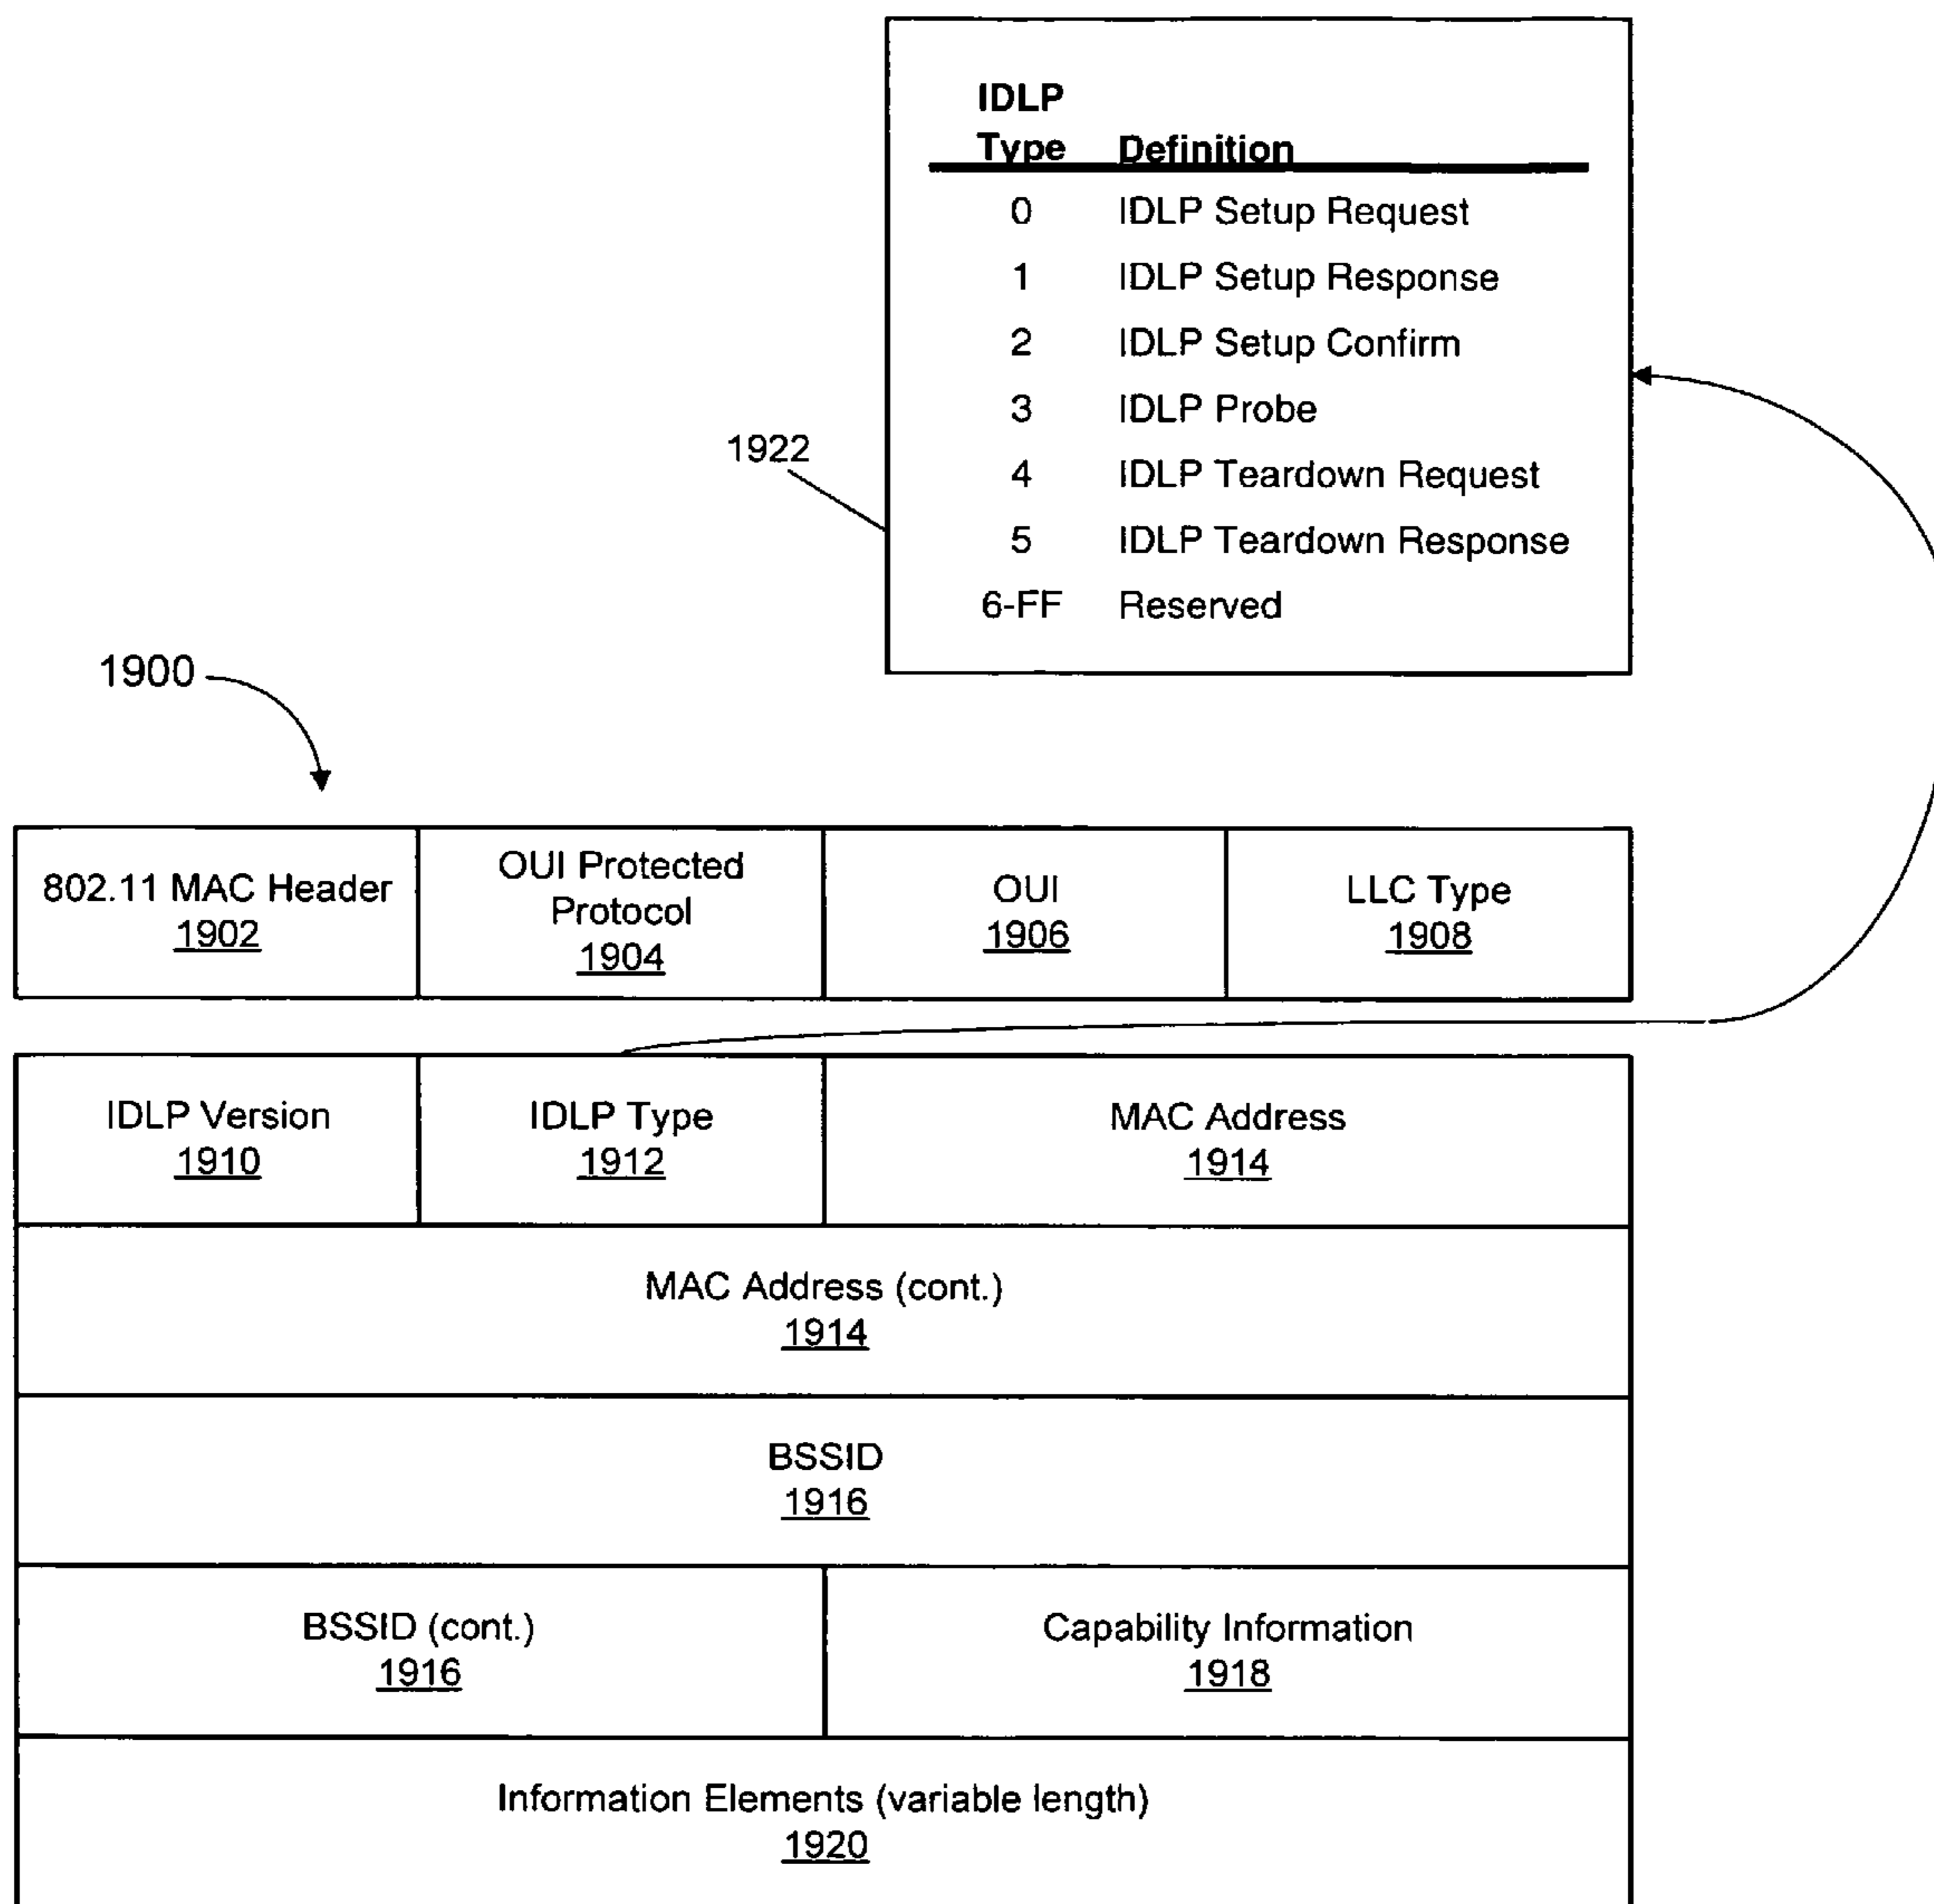 IDLP
Type Definition
0 IDLP Setup Request
1 IDLP Setup Response
2 IDLP Setup Confirm
3 IDLP Probe
4 IDLP Teardown Request
5 IDLP Teardown Response
6-FF Reserved
1922
1900
802.11 MAC Header
1902
OUI Protected
Protocol
1904
OUI
1906
LLC Type
1908
IDLP Version
1910
IDLP Type
1912
MAC Address
1914
MAC Address (cont.)
1914
BSSID
1916
BSSID (cont.)
1916
Capability Information
1918
Information Elements (variable length)
1920